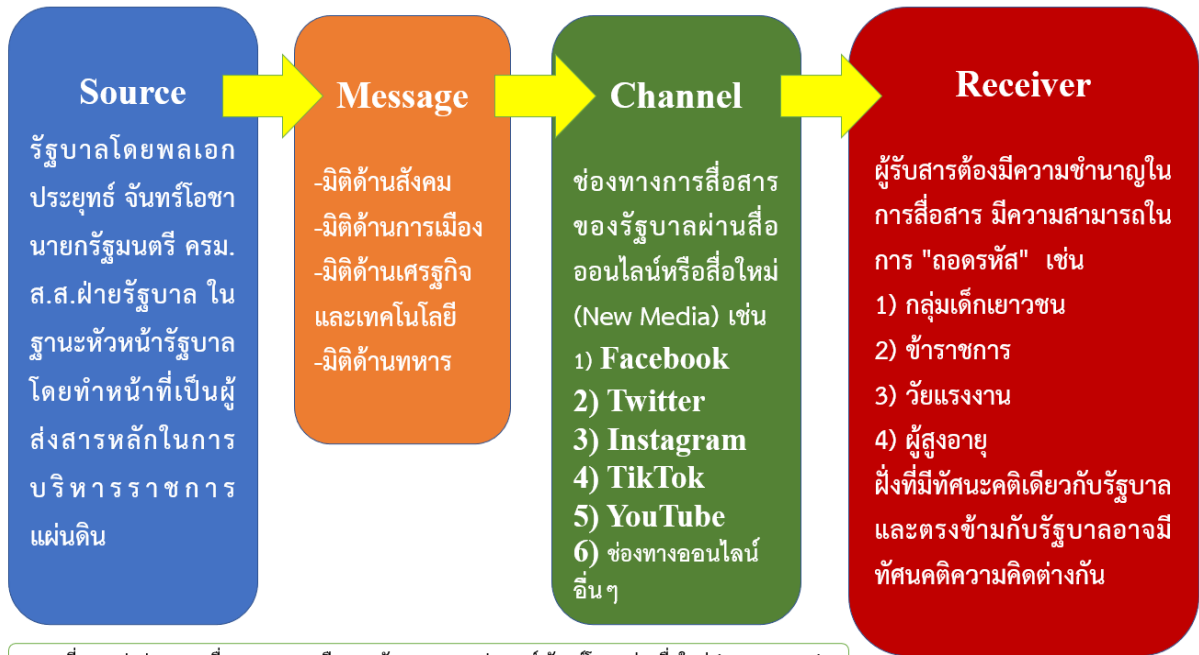 Source
รัฐบาลโดยพลเอก
ประยุทธ์ จันทร์โอชา
นายกรัฐมนตรี ครม.
ส.ส.ฝ่ายรัฐบาล ใน
ฐานะหัวหน้ารัฐบาล
โดยทำหน้าที่เป็นผู้
ส่งสารหลักในการ
บริหารราชการ
แผ่นดิน
Message
-มิติด้านสังคม
-มิติด้านการเมือง
-มิติด้านเศรฐกิจ
และเทคโนโลยี
-มิติด้านทหาร
Channel
ช่องทางการสื่อสาร
ของรัฐบาลผ่านสื่อ
ออนไลน์หรือสื่อใหม่
(New Media) เช่น
1) Facebook
2) Twitter
3) Instagram
4) TikTok
5) YouTube
6) ช่องทางออนไลน์
อื่นๆ
Receiver
ผู้รับสารต้องมีความชำนาญใน
การสื่อสาร มีความสามารถใน
การ "ถอดรหัส" เช่น
1) กลุ่มเด็กเยาวชน
2) ข้าราชการ
3) วัยแรงงาน
4) ผู้สูงอายุ
ฝั่งที่มีทัศนะคติเดียวกับรัฐบาล
และตรงข้ามกับรัฐบาลอาจมี
ทัศนคติความคิดต่างกัน